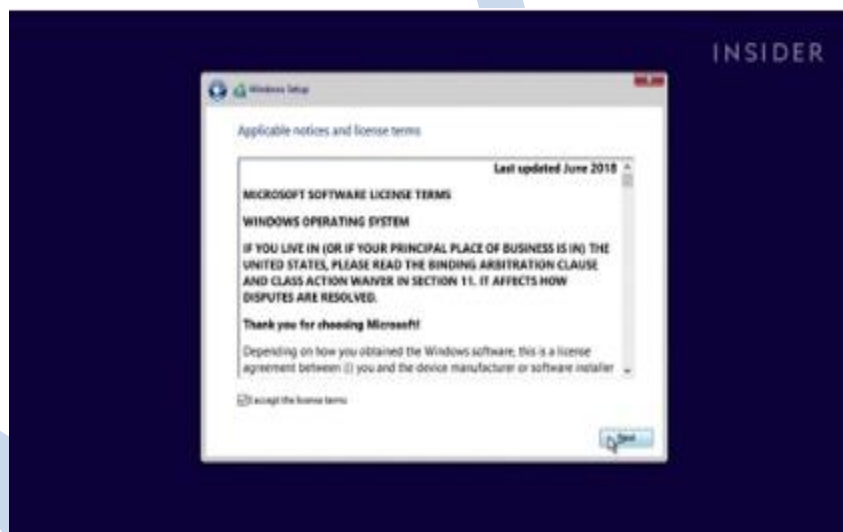 INSIDER
Windows Setup
Applicable notices and license terms
Last updated June 2018
MICROSOFT SOFTWARE LICENSE TERMS
WINDOWS OPERATING SYSTEM
IF YOU LIVE IN (OR IF YOUR PRINCIPAL PLACE OF BUSINESS IS IN) THE
UNITED STATES, PLEASE READ THE BINDING ARBITRATION CLAUSE
AND CLASS ACTION WAIVER IN SECTION 11. IT AFFECTS HOW
DISPUTES ARE RESOLVED.
Thank you for choosing Microsoft!
Depending on how you obtained the Windows software, this is a license
agreement between () you and the device manufacturer or software installer
I accept the license terms
Next